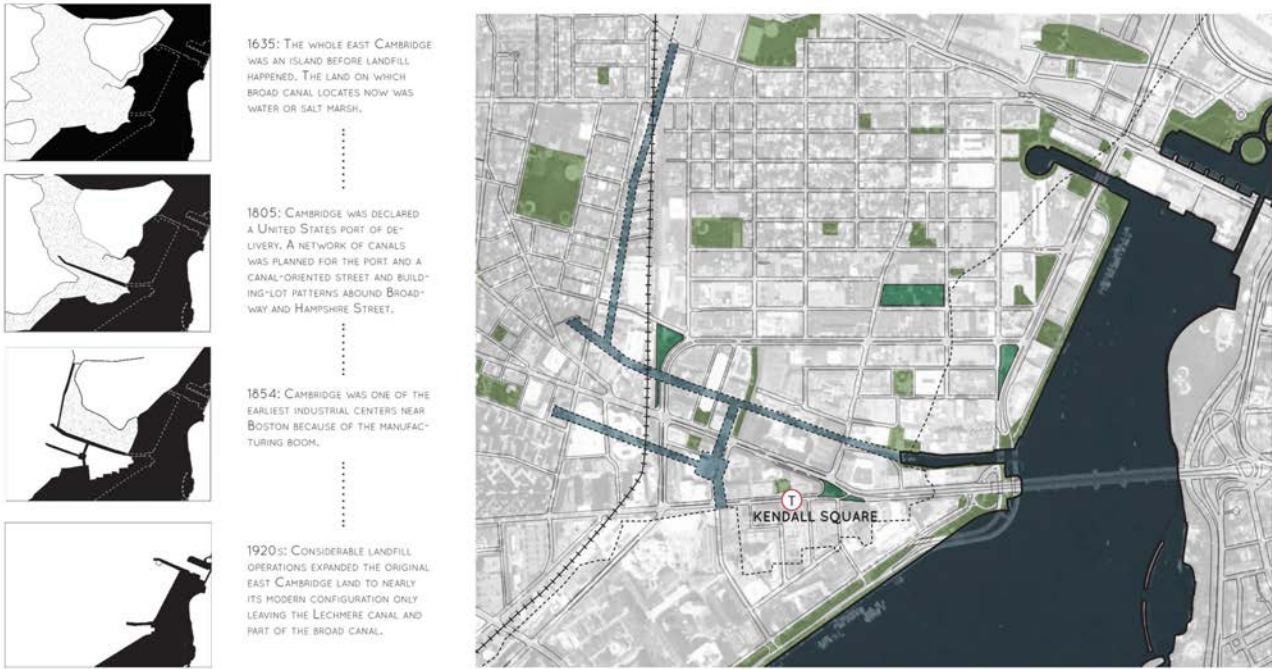 1635: The whole east Cambridge
was an island before landfill
happened. The land on which
broad canal locates now was
water or salt marsh.
1805: Cambridge was declared
a United States port of de-
livery. A network of canals
was planned for the port and a
canal-oriented street and build-
ing-lot patterns abound Broad-
way and Hampshire Street.
1854: Cambridge was one of the
earliest industrial centers near
Boston because of the manufac-
turing boom.
1920s: Considerable landfill
operations expanded the original
east Cambridge land to nearly
its modern configuration only
leaving the Lechmere canal and
part of the broad canal.
T
KENDALL SQUARE